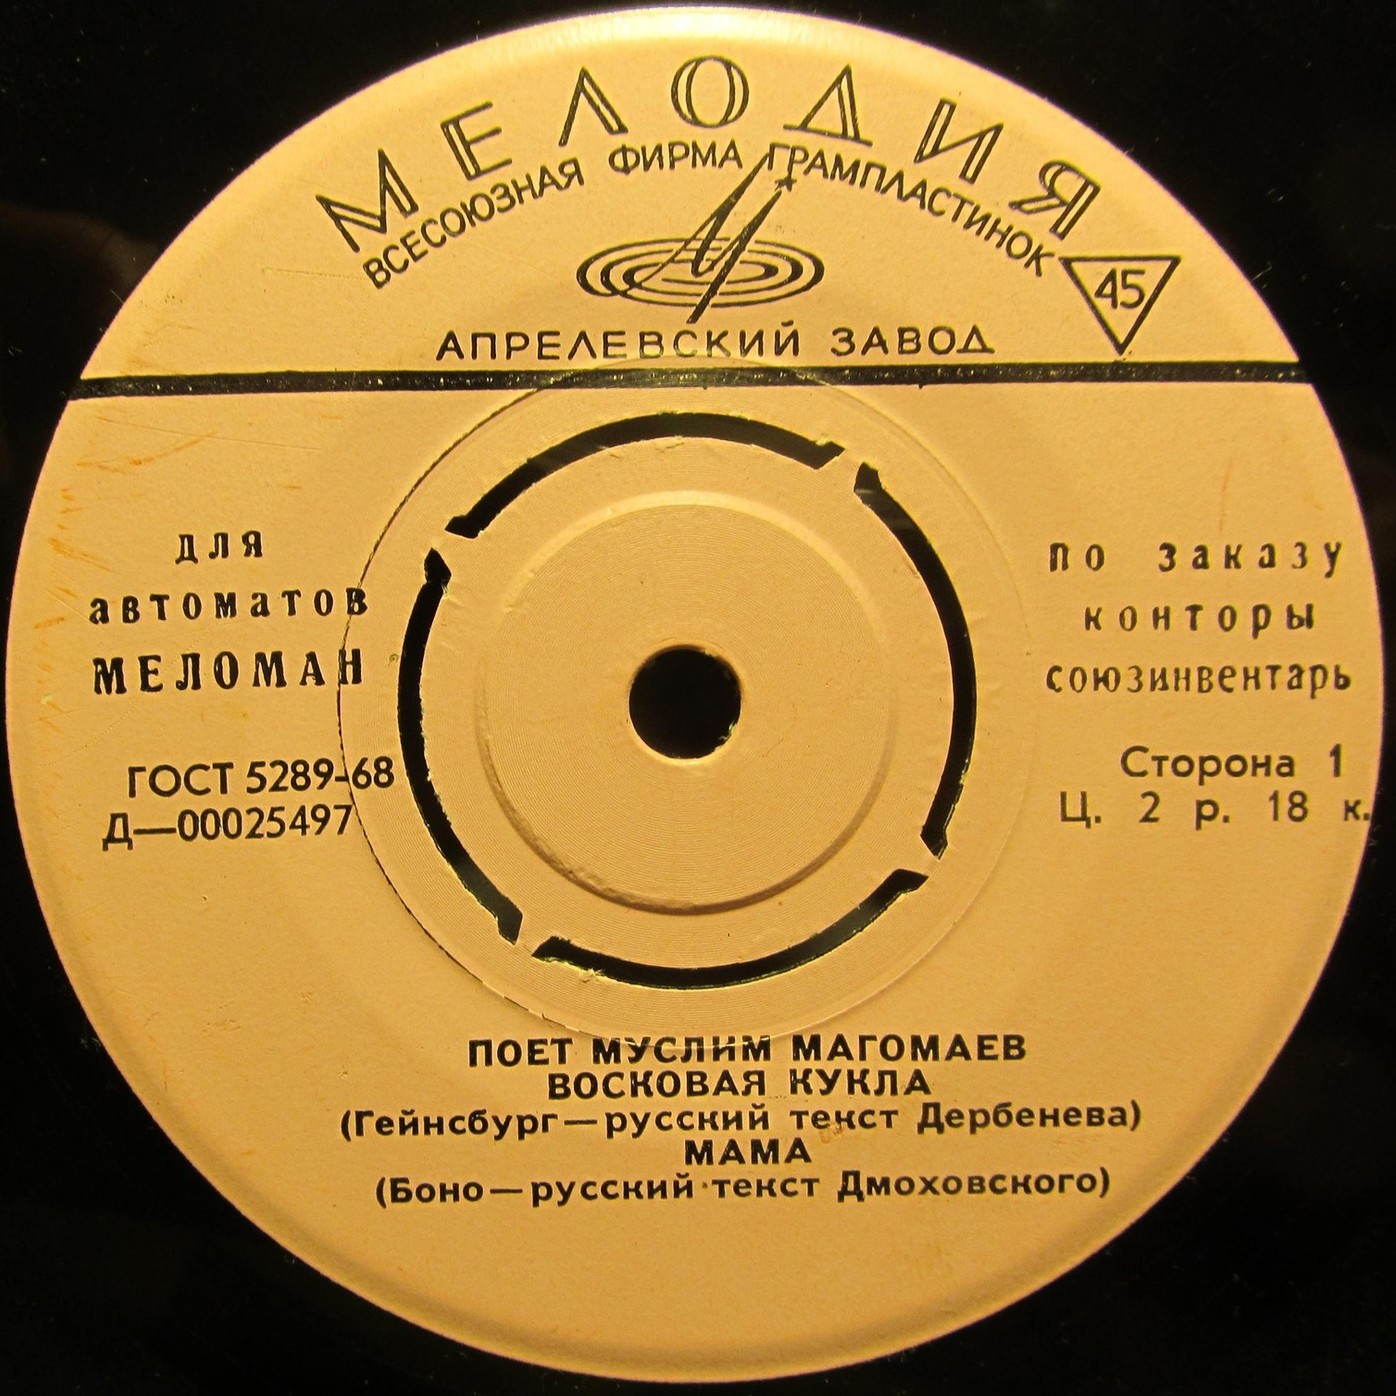 МЕЛОДИЯ
ВСЕСОЮЗНАЯ ФИРМА ГРАМПЛАСТИНОК
45
АПРЕЛЕВСКИЙ ЗАВОД
для
автоматов
МЕЛОМАН
ГОСТ 5289-68
Д—00025497
по заказу
конторы
союзинвентарь
Сторона 1
Ц. 2 р. 18 к.
ПОЕТ МУСЛИМ МАГОМАЕВ
ВОСКОВАЯ КУКЛА
(Гейнсбург—русский текст Дербенева)
МАМА
(Боно—русский текст Дмоховского)